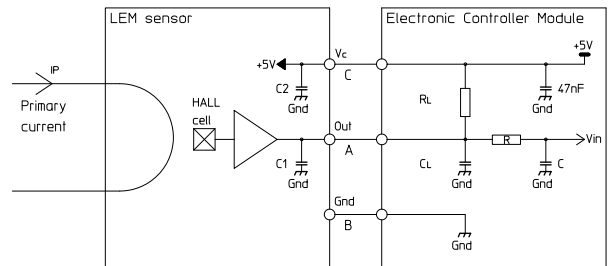 LEM sensor
Electronic Controller Module
IP
Primary
current
HALL
cell
+5V
C2
Gnd
C1
Gnd
Vc
C
Out
A
Gnd
B
+5V
RL
47nF
Gnd
R
Vin
CL
Gnd
C
Gnd
Gnd